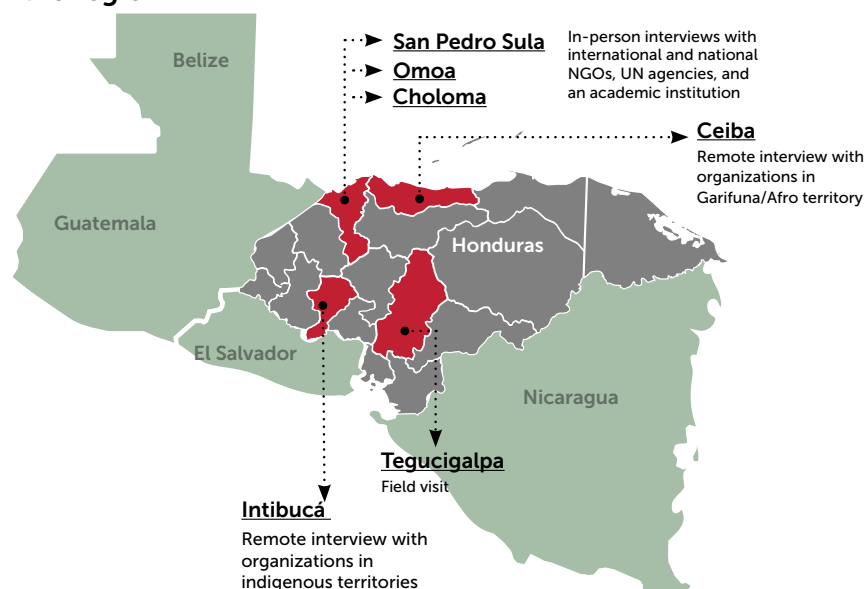 Belize
San Pedro Sula
Omoa
Choloma
In-person interviews with
international and national
NGOs, UN agencies, and
an academic institution
Ceiba
Remote interview with
organizations in
Garifuna/Afro territory
Guatemala
Honduras
El Salvador
Nicaragua
Tegucigalpa
Field visit
Intibucá
Remote interview with
organizations in
indigenous territories